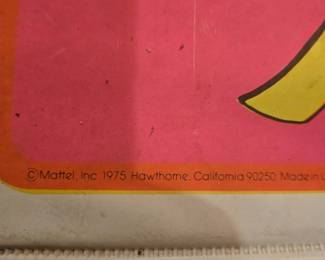 ©Mattel, Inc. 1975 Hawthorne, California 90250 Made in